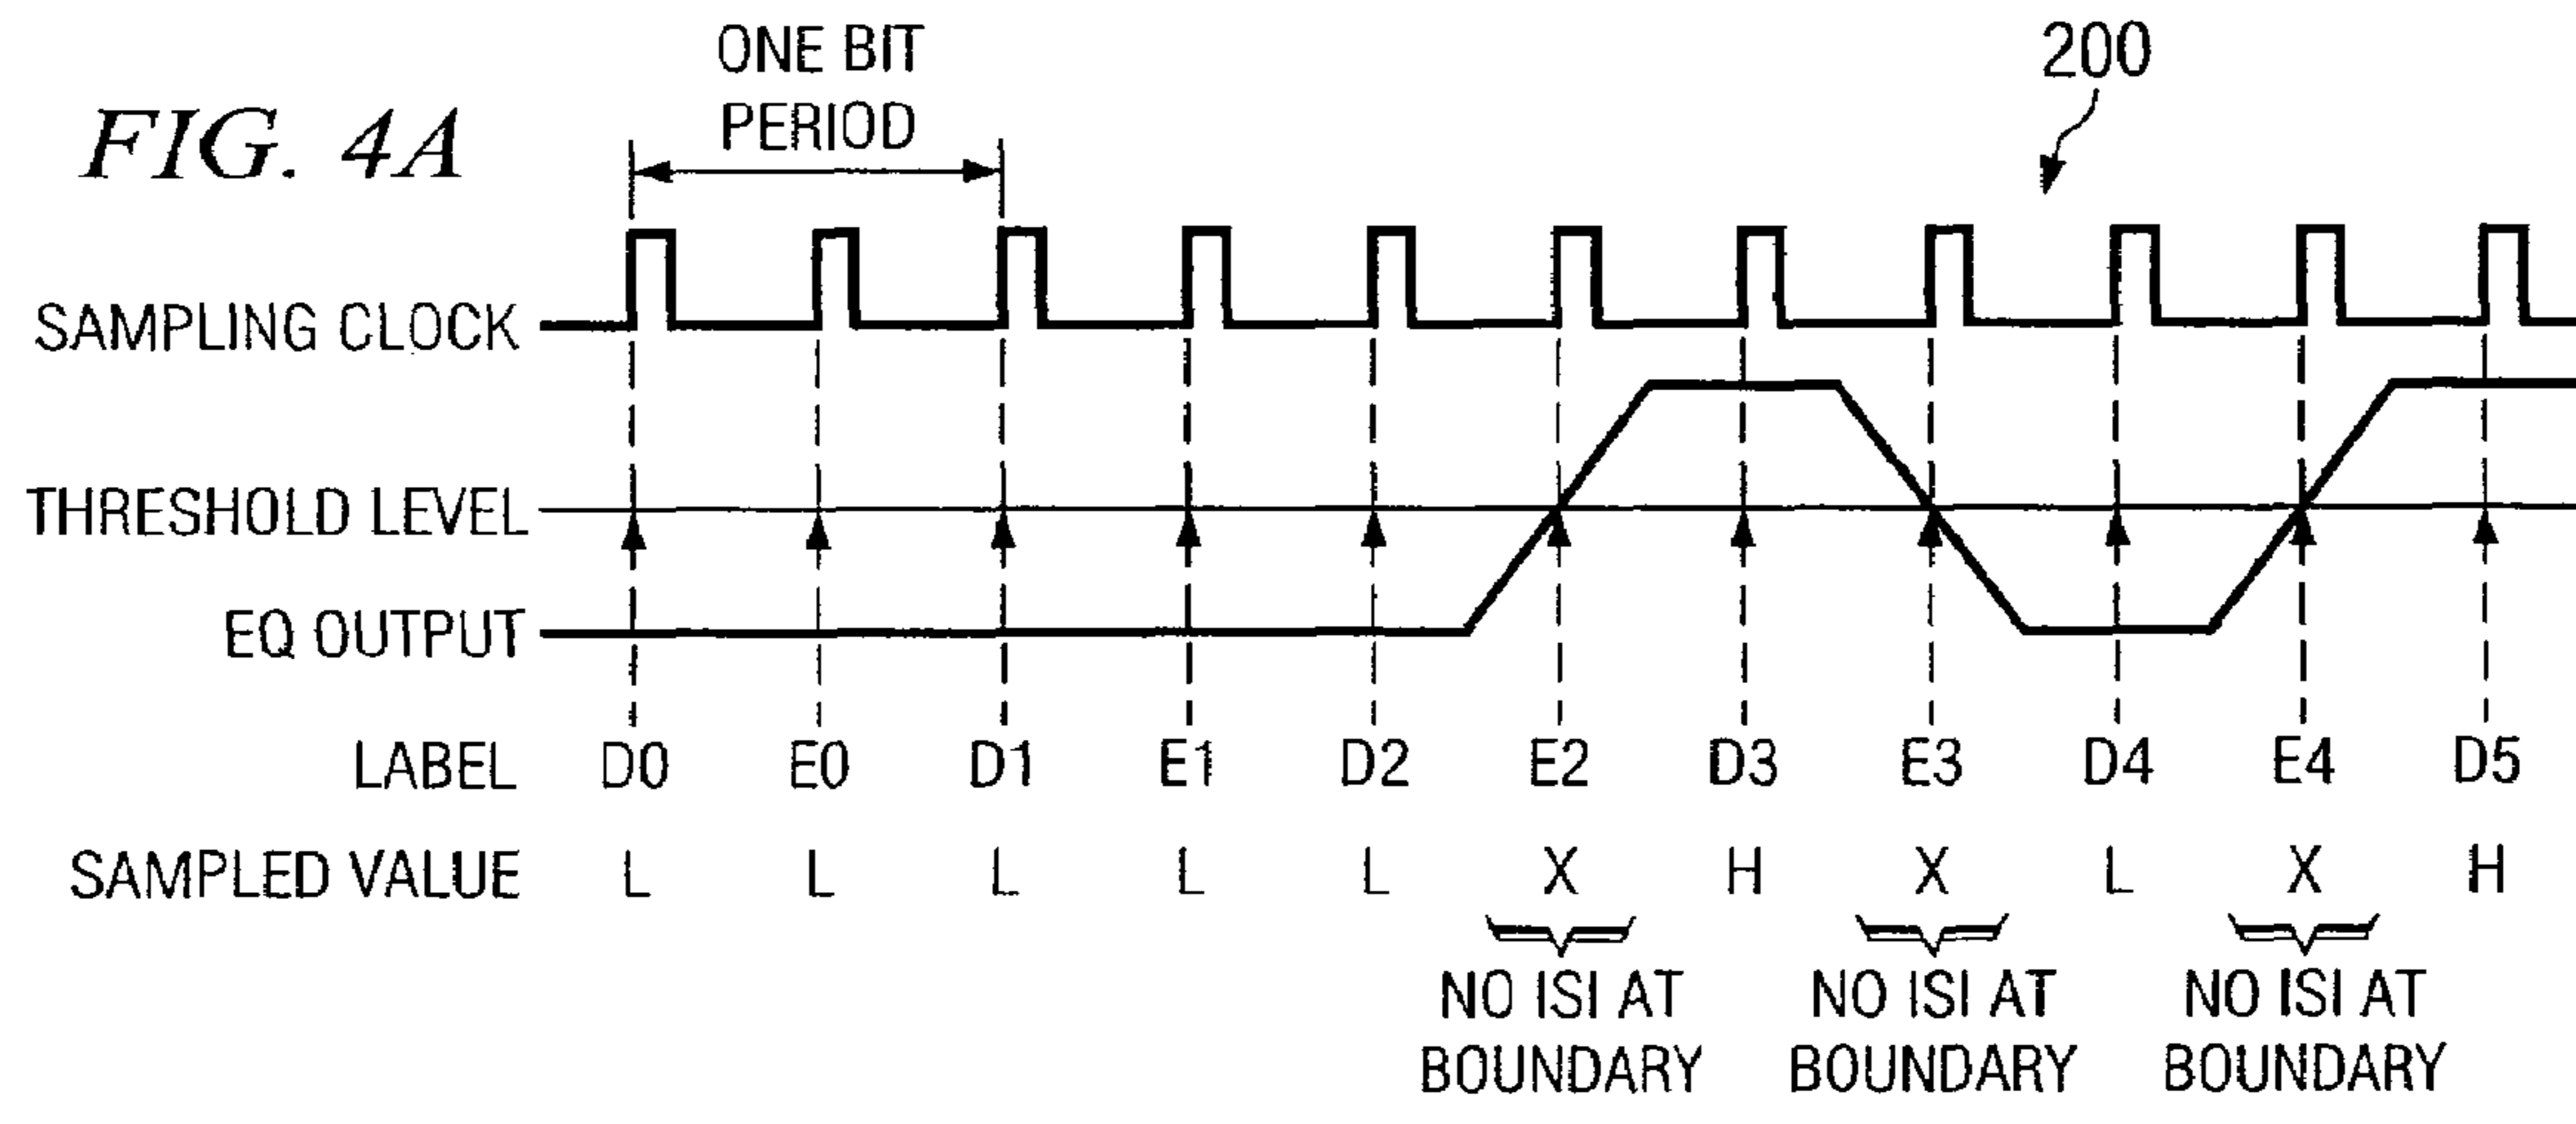 ONE BIT
PERIOD
200
FIG. 4A
SAMPLING CLOCK
THRESHOLD LEVEL
EQ OUTPUT
LABEL D0 E0 D1 E1 D2 E2 D3 E3 D4 E4 D5
SAMPLED VALUE L L L L L X H X L X H
NO ISI AT NO ISI AT NO ISI AT
BOUNDARY BOUNDARY BOUNDARY